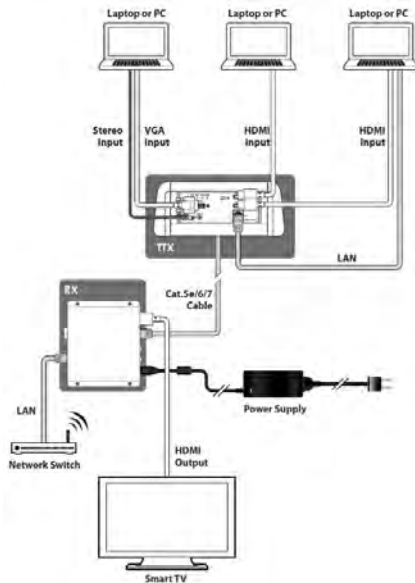 Laptop or PC
Laptop or PC
Laptop or PC
Stereo
Input
VGA
Input
HDMI
Input
HDMI
Input
TTX
LAN
Cat.5e/6/7
Cable
RX
LAN
Power Supply
HDMI
Output
Network Switch
Smart TV